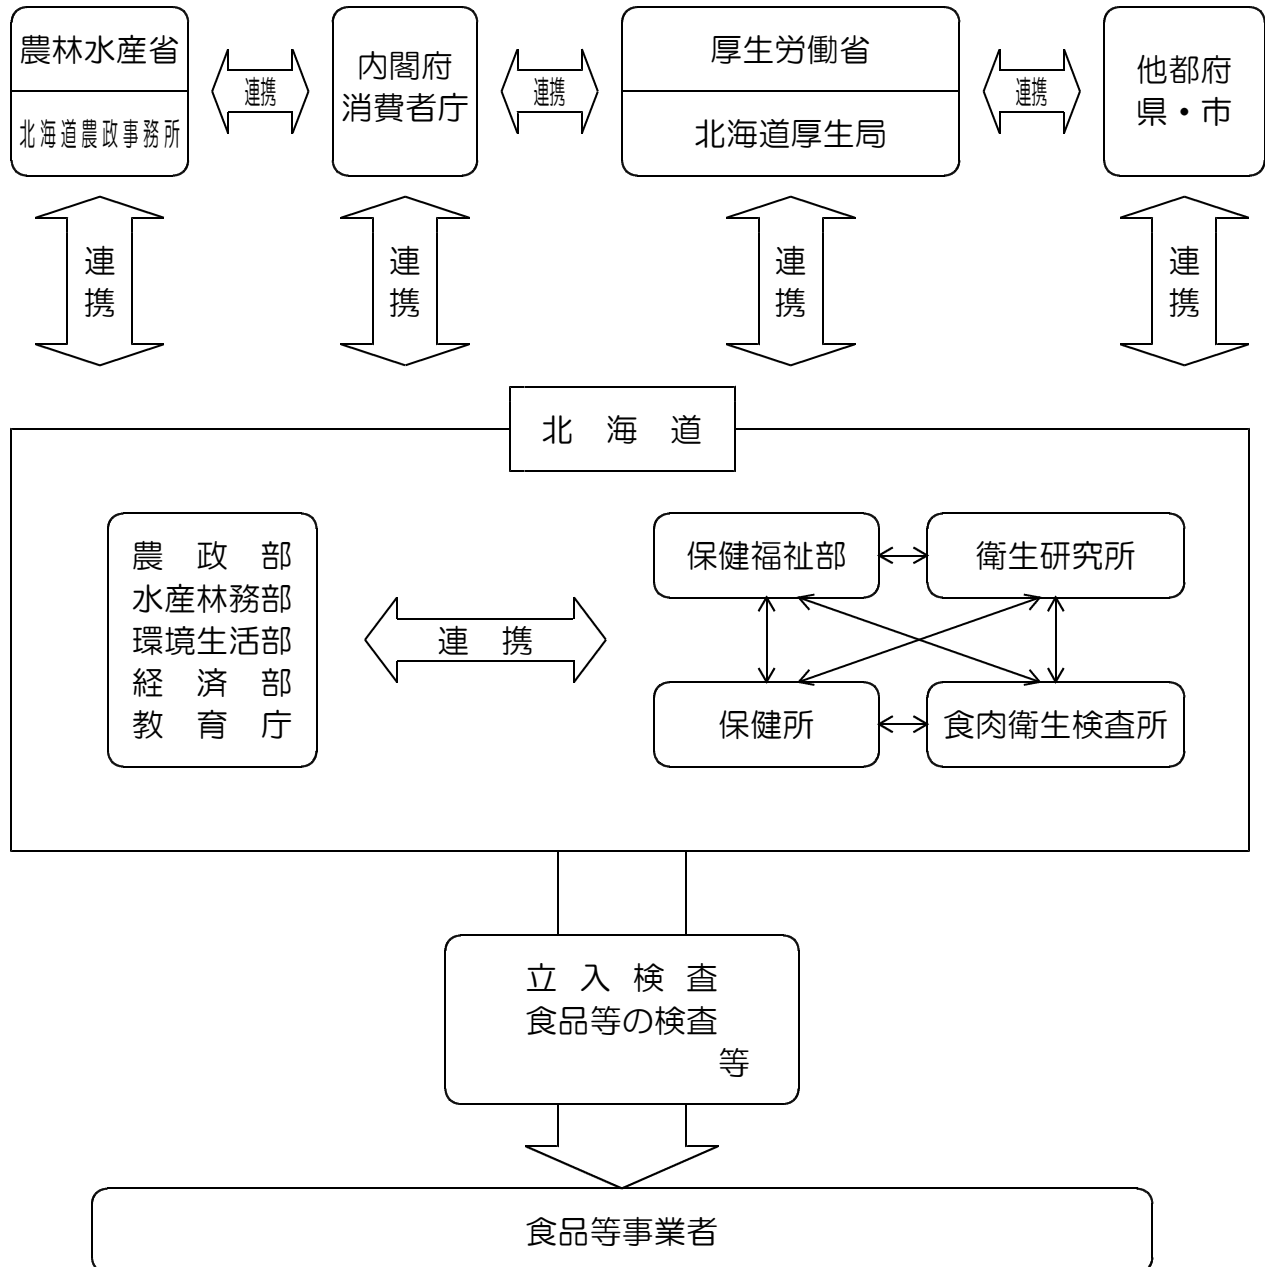 農林水産省
北海道農政事務所
連携
内閣府
消費者庁
連携
厚生労働省
北海道厚生局
連携
他都府
県・市
連
携
連
携
連
携
連
携
北　海　道
農　政　部
水産林務部
環境生活部
経　済　部
教　育　庁
連　携
保健福祉部
衛生研究所
保健所
食肉衛生検査所
立 入 検 査
食品等の検査
等
食品等事業者